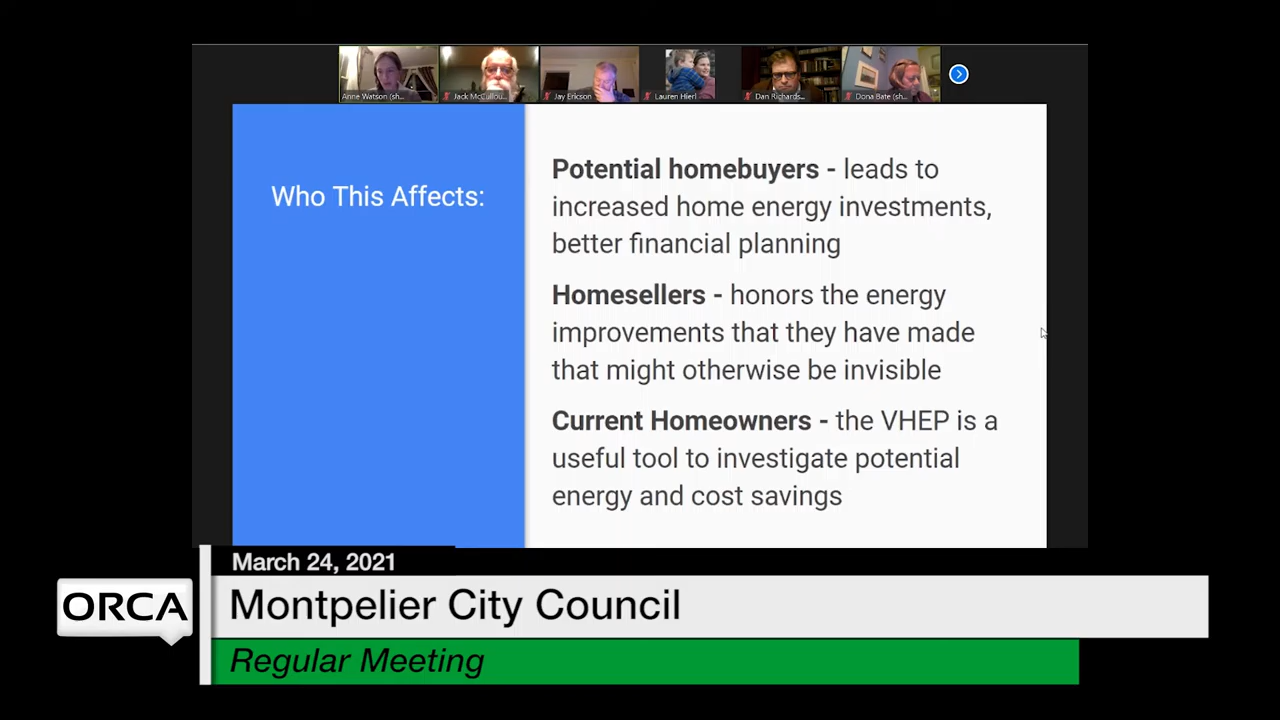 Anne Watson (sh...
Jack McCullou...
Jay Ericson
Lauren Hierl
Dan Richards...
Dona Bate (sh...
Who This Affects:
Potential homebuyers - leads to
increased home energy investments,
better financial planning
Homesellers - honors the energy
improvements that they have made
that might otherwise be invisible
Current Homeowners - the VHEP is a
useful tool to investigate potential
energy and cost savings
March 24, 2021
ORCA
Montpelier City Council
Regular Meeting